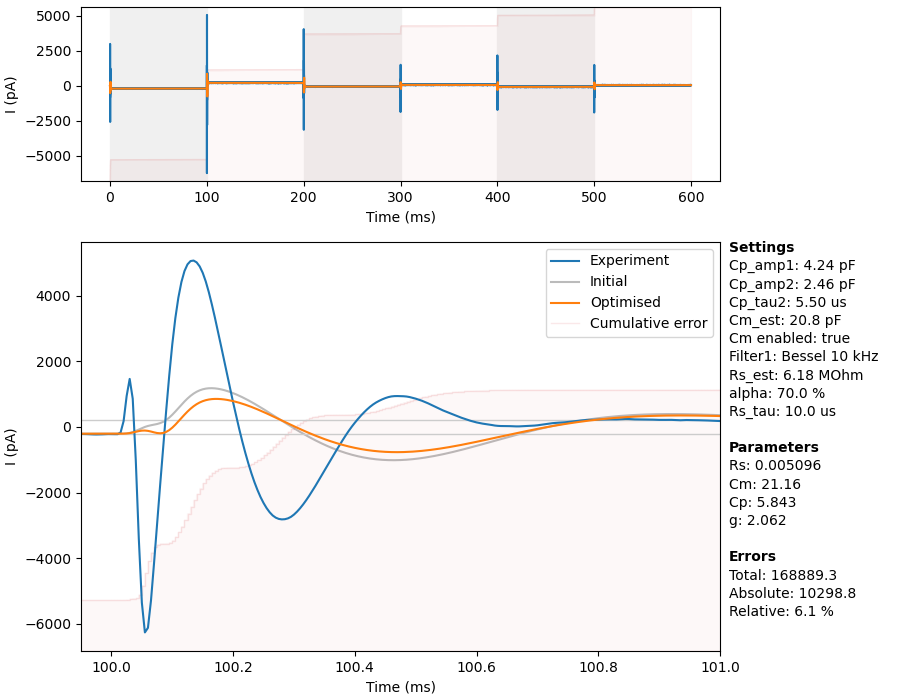 5000
2500
0
−2500
−5000
I (pA)
0 100 200 300 400 500 600
Time (ms)
4000
2000
0
−2000
−4000
−6000
I (pA)
100.0 100.2 100.4 100.6 100.8 101.0
Time (ms)
Experiment
Initial
Optimised
Cumulative error
Settings
Cp_amp1: 4.24 pF
Cp_amp2: 2.46 pF
Cp_tau2: 5.50 us
Cm_est: 20.8 pF
Cm enabled: true
Filter1: Bessel 10 kHz
Rs_est: 6.18 MOhm
alpha: 70.0 %
Rs_tau: 10.0 us
Parameters
Rs: 0.005096
Cm: 21.16
Cp: 5.843
g: 2.062
Errors
Total: 168889.3
Absolute: 10298.8
Relative: 6.1 %